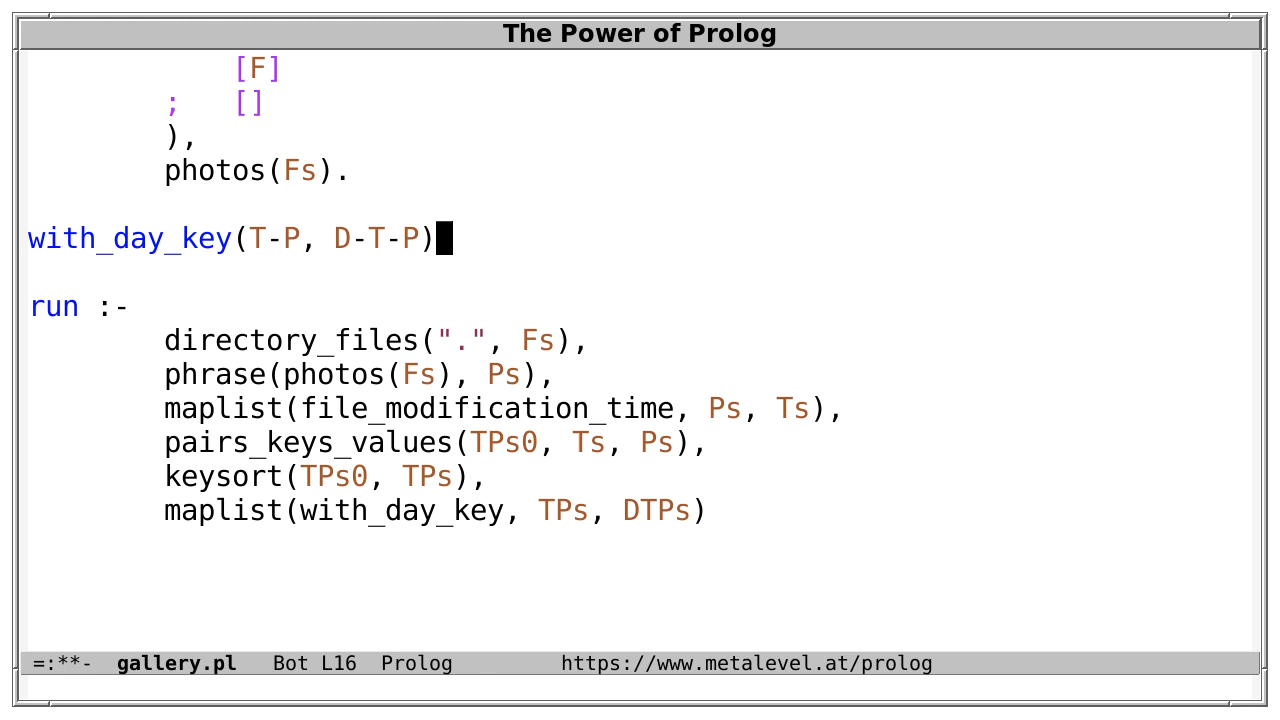 The Power of Prolog
            [F]
        ;   []
        ),
        photos(Fs).

with_day_key(T-P, D-T-P)

run :-
        directory_files(".", Fs),
        phrase(photos(Fs), Ps),
        maplist(file_modification_time, Ps, Ts),
        pairs_keys_values(TPs0, Ts, Ps),
        keysort(TPs0, TPs),
        maplist(with_day_key, TPs, DTPs)
=:**-  gallery.pl   Bot L16  Prolog         https://www.metalevel.at/prolog